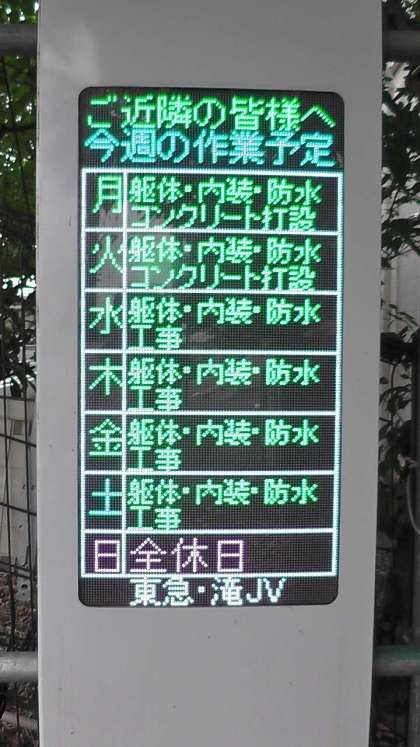 ご近隣の皆様へ
今週の作業予定
月 躯体・内装・防水
コンクリート打設
火 躯体・内装・防水
コンクリート打設
水 躯体・内装・防水
工事
木 躯体・内装・防水
工事
金 躯体・内装・防水
工事
土 躯体・内装・防水
工事
日 全休日
東急・滝JV